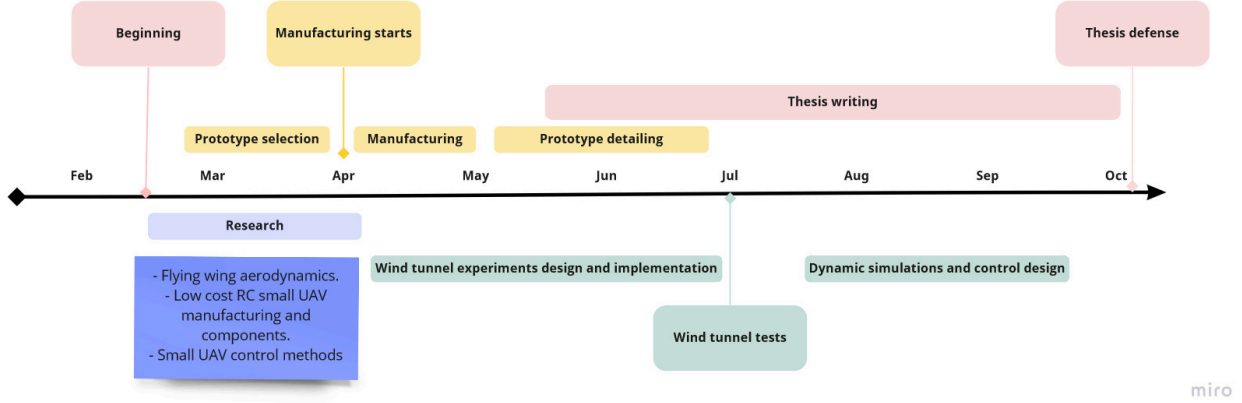 Beginning
Manufacturing starts
Thesis defense
Thesis writing
Prototype selection
Manufacturing
Prototype detailing
Feb
Mar
Apr
May
Jun
Jul
Aug
Sep
Oct
Research
- Flying wing aerodynamics.
- Low cost RC small UAV
manufacturing and
components.
- Small UAV control methods
Wind tunnel experiments design and implementation
Dynamic simulations and control design
Wind tunnel tests
miro